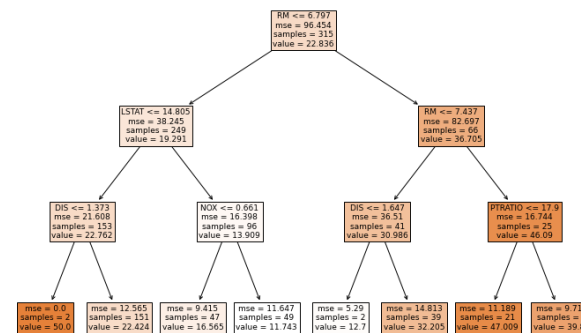 RM <= 6.797
mse = 96.454
samples = 315
value = 22.836
LSTAT <= 14.805
mse = 38.245
samples = 249
value = 19.291
RM <= 7.437
mse = 82.697
samples = 66
value = 36.705
DIS <= 1.373
mse = 21.608
samples = 153
value = 22.762
NOX <= 0.661
mse = 16.398
samples = 96
value = 13.909
DIS <= 1.647
mse = 36.51
samples = 41
value = 30.986
PTRATIO <= 17.9
mse = 16.744
samples = 25
value = 46.09
mse = 0.0
samples = 2
value = 50.0
mse = 12.565
samples = 151
value = 22.424
mse = 9.415
samples = 47
value = 16.565
mse = 11.647
samples = 49
value = 11.743
mse = 5.29
samples = 2
value = 12.7
mse = 14.813
samples = 39
value = 32.205
mse = 11.189
samples = 21
value = 47.009
mse = 9.71
samples =
value =